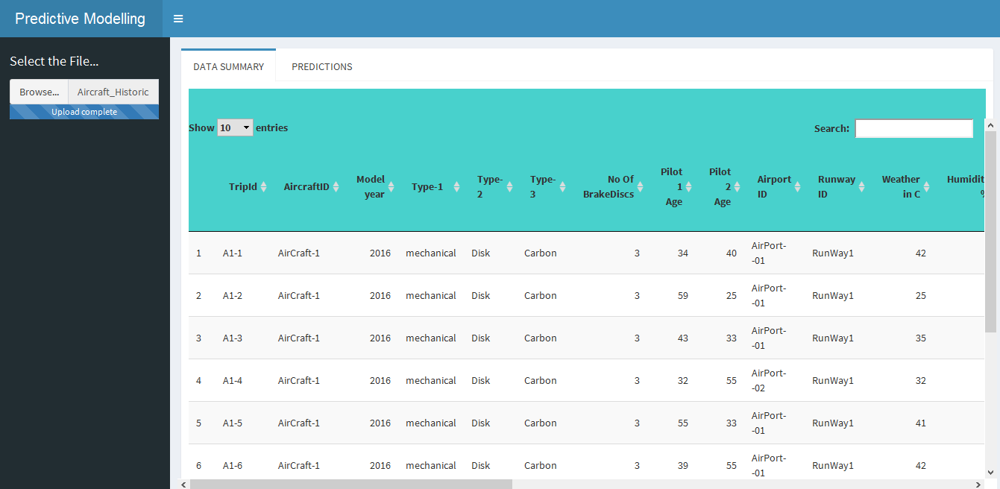 Predictive Modelling
Select the File...
Browse... Aircraft_Historic
Upload complete
DATA SUMMARY PREDICTIONS
Show 10 entries Search:
TripId AircraftID Model year Type-1 Type-2 Type-3 No Of BrakeDiscs Pilot 1 Age Pilot 2 Age Airport ID Runway ID Weather in C Humidit %
1 A1-1 AirCraft-1 2016 mechanical Disk Carbon 3 34 40 AirPort--01 RunWay1 42
2 A1-2 AirCraft-1 2016 mechanical Disk Carbon 3 59 25 AirPort--01 RunWay1 25
3 A1-3 AirCraft-1 2016 mechanical Disk Carbon 3 43 33 AirPort--01 RunWay1 35
4 A1-4 AirCraft-1 2016 mechanical Disk Carbon 3 32 55 AirPort--02 RunWay1 32
5 A1-5 AirCraft-1 2016 mechanical Disk Carbon 3 55 33 AirPort--01 RunWay1 41
6 A1-6 AirCraft-1 2016 mechanical Disk Carbon 3 39 55 AirPort--01 RunWay1 42